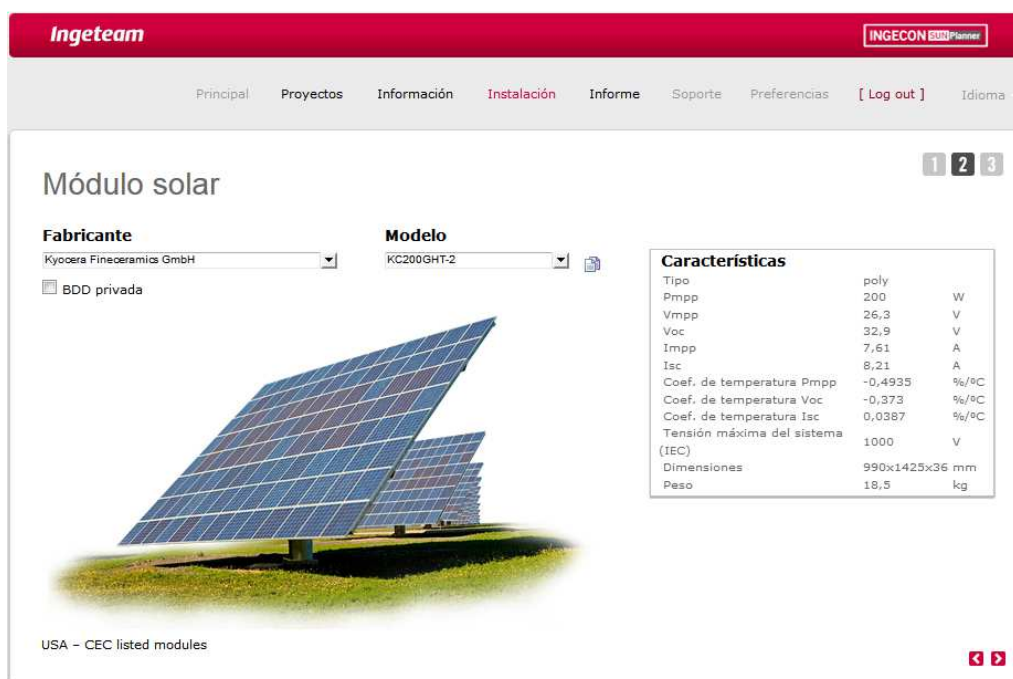 Ingeteam
INGECON SUN Planner
Principal Proyectos Información Instalación Informe Soporte Preferencias [ Log out ] Idioma
1 2 3
Módulo solar
Fabricante
Modelo
Kyocera Fineceramics GmbH
KC200GHT-2
BDD privada
Características
Tipo poly
Pmpp 200 W
Vmpp 26,3 V
Voc 32,9 V
Impp 7,61 A
Isc 8,21 A
Coef. de temperatura Pmpp -0,4935 %/ºC
Coef. de temperatura Voc -0,373 %/ºC
Coef. de temperatura Isc 0,0387 %/ºC
Tensión máxima del sistema
(IEC) 1000 V
Dimensiones 990x1425x36 mm
Peso 18,5 kg
USA – CEC listed modules